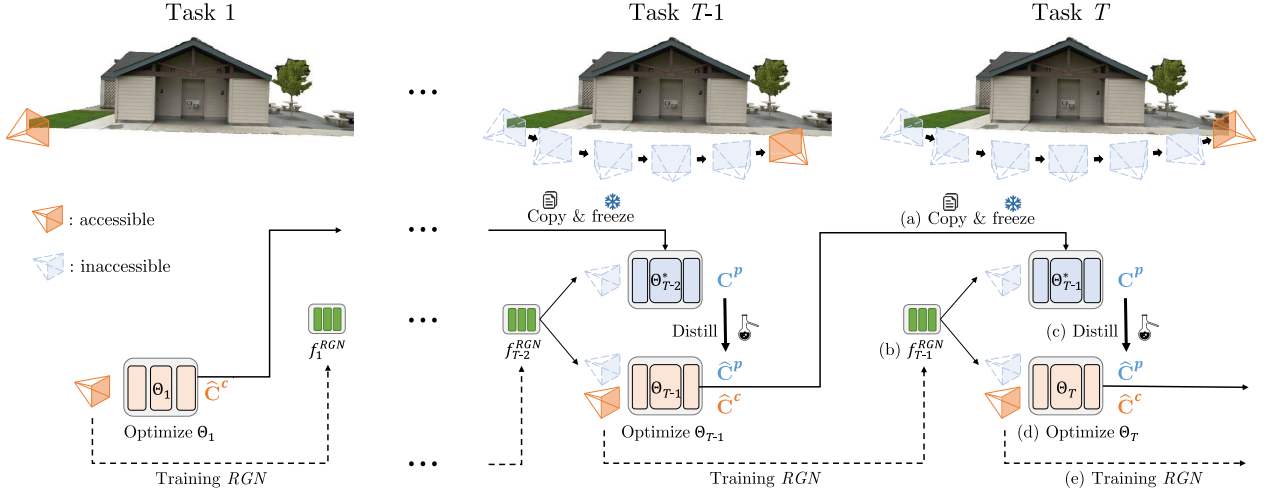 Task 1
Task T-1
Task T
•••
: accessible
: inaccessible
•••
Copy & freeze
(a) Copy & freeze
Θ*T-2
Cᵖ
Θ*T-1
Cᵖ
f₁ᴿᴳᴺ
•••
fT-2ᴿᴳᴺ
Distill
(b) fT-1ᴿᴳᴺ
(c) Distill
Θ₁
Ĉᶜ
ΘT-1
Ĉᵖ
Ĉᶜ
ΘT
Ĉᵖ
Ĉᶜ
Optimize Θ₁
Optimize ΘT-1
(d) Optimize ΘT
•••
Training RGN
Training RGN
(e) Training RGN